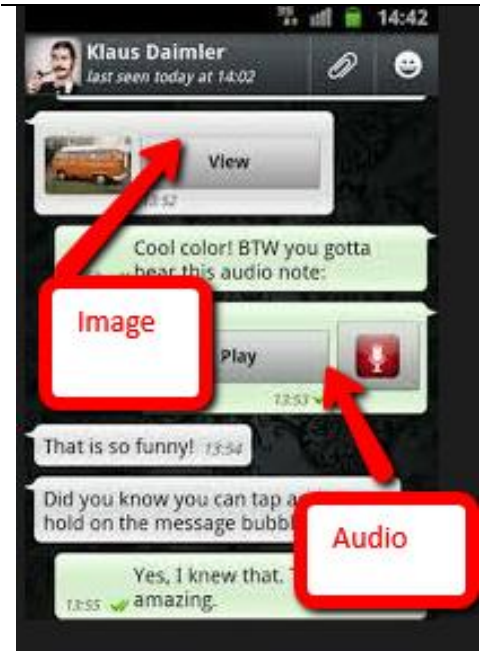 14:42
Klaus Daimler
last seen today at 14:02
View
13:52
Cool color! BTW you gotta
hear this audio note:
Image
Play
13:53
That is so funny! 13:54
Did you know you can tap
hold on the message
Audio
Yes, I knew that.
13:55 amazing.